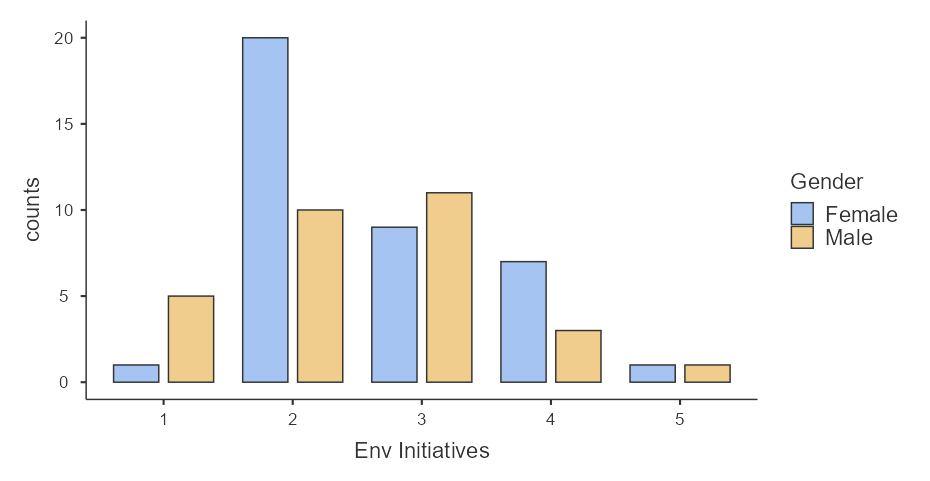 20
15
10
5
0
counts
1 2 3 4 5
Env Initiatives
Gender
Female
Male